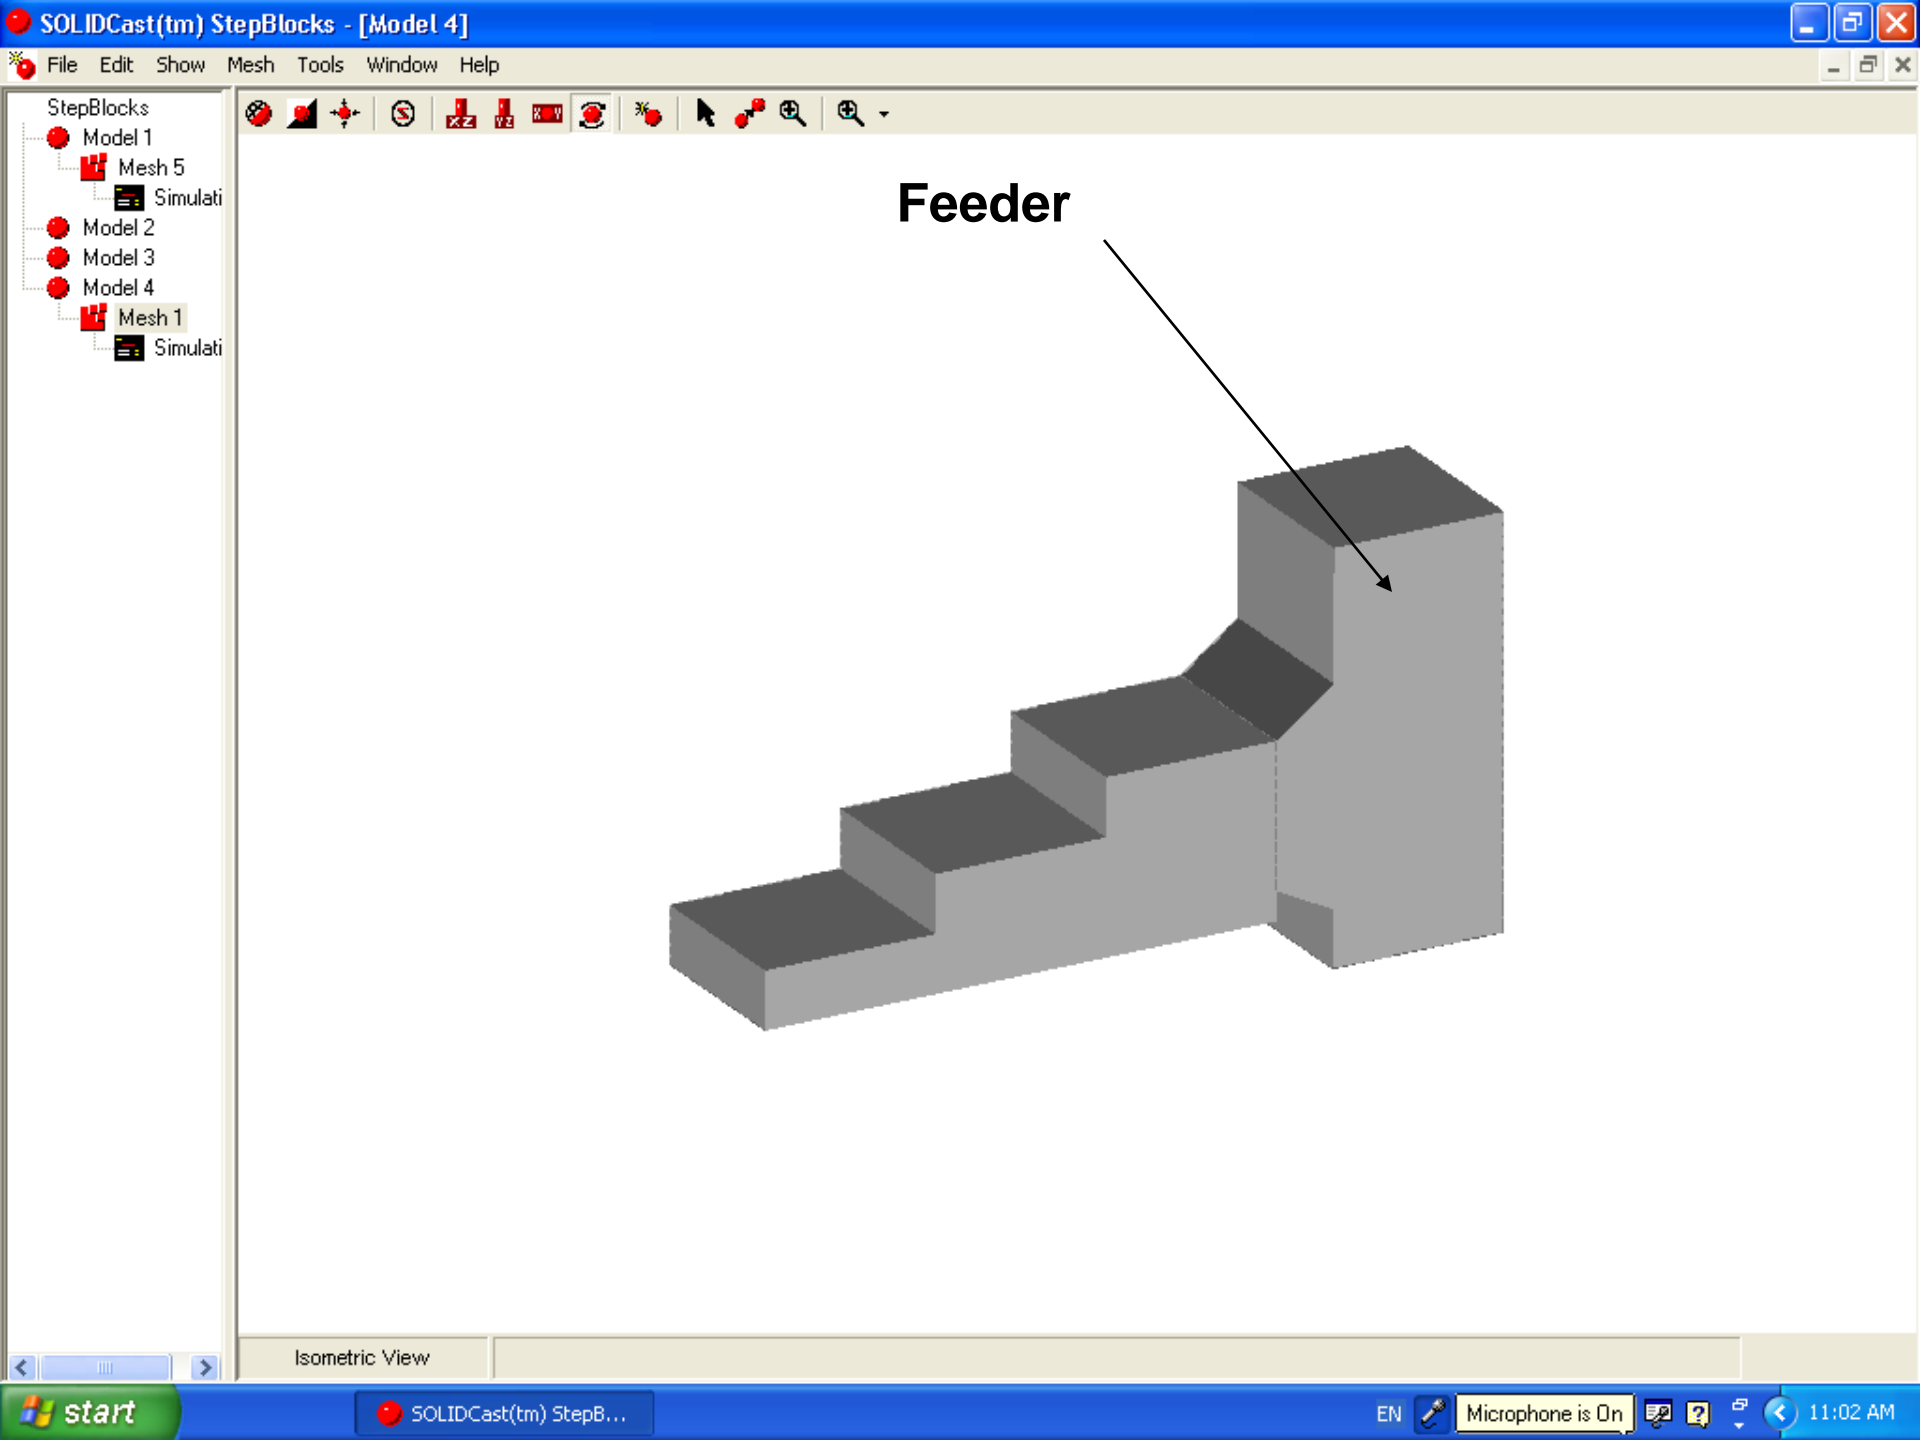 SOLIDCast(tm) StepBlocks - [Model 4]
File Edit Show Mesh Tools Window Help
StepBlocks
Model 1
Mesh 5
Simulati
Model 2
Model 3
Model 4
Mesh 1
Simulati
XZ YZ X Y
Feeder
Isometric View
start
SOLIDCast(tm) StepB...
EN
Microphone is On
11:02 AM